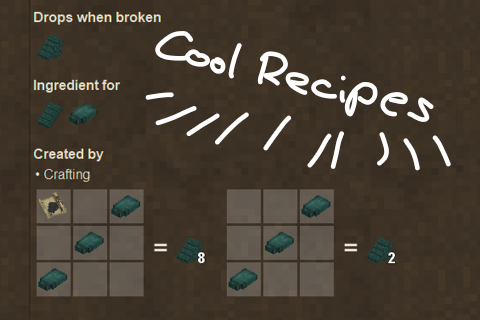 Drops when broken
Cool Recipes
Ingredient for
Created by
• Crafting
= 8
= 2